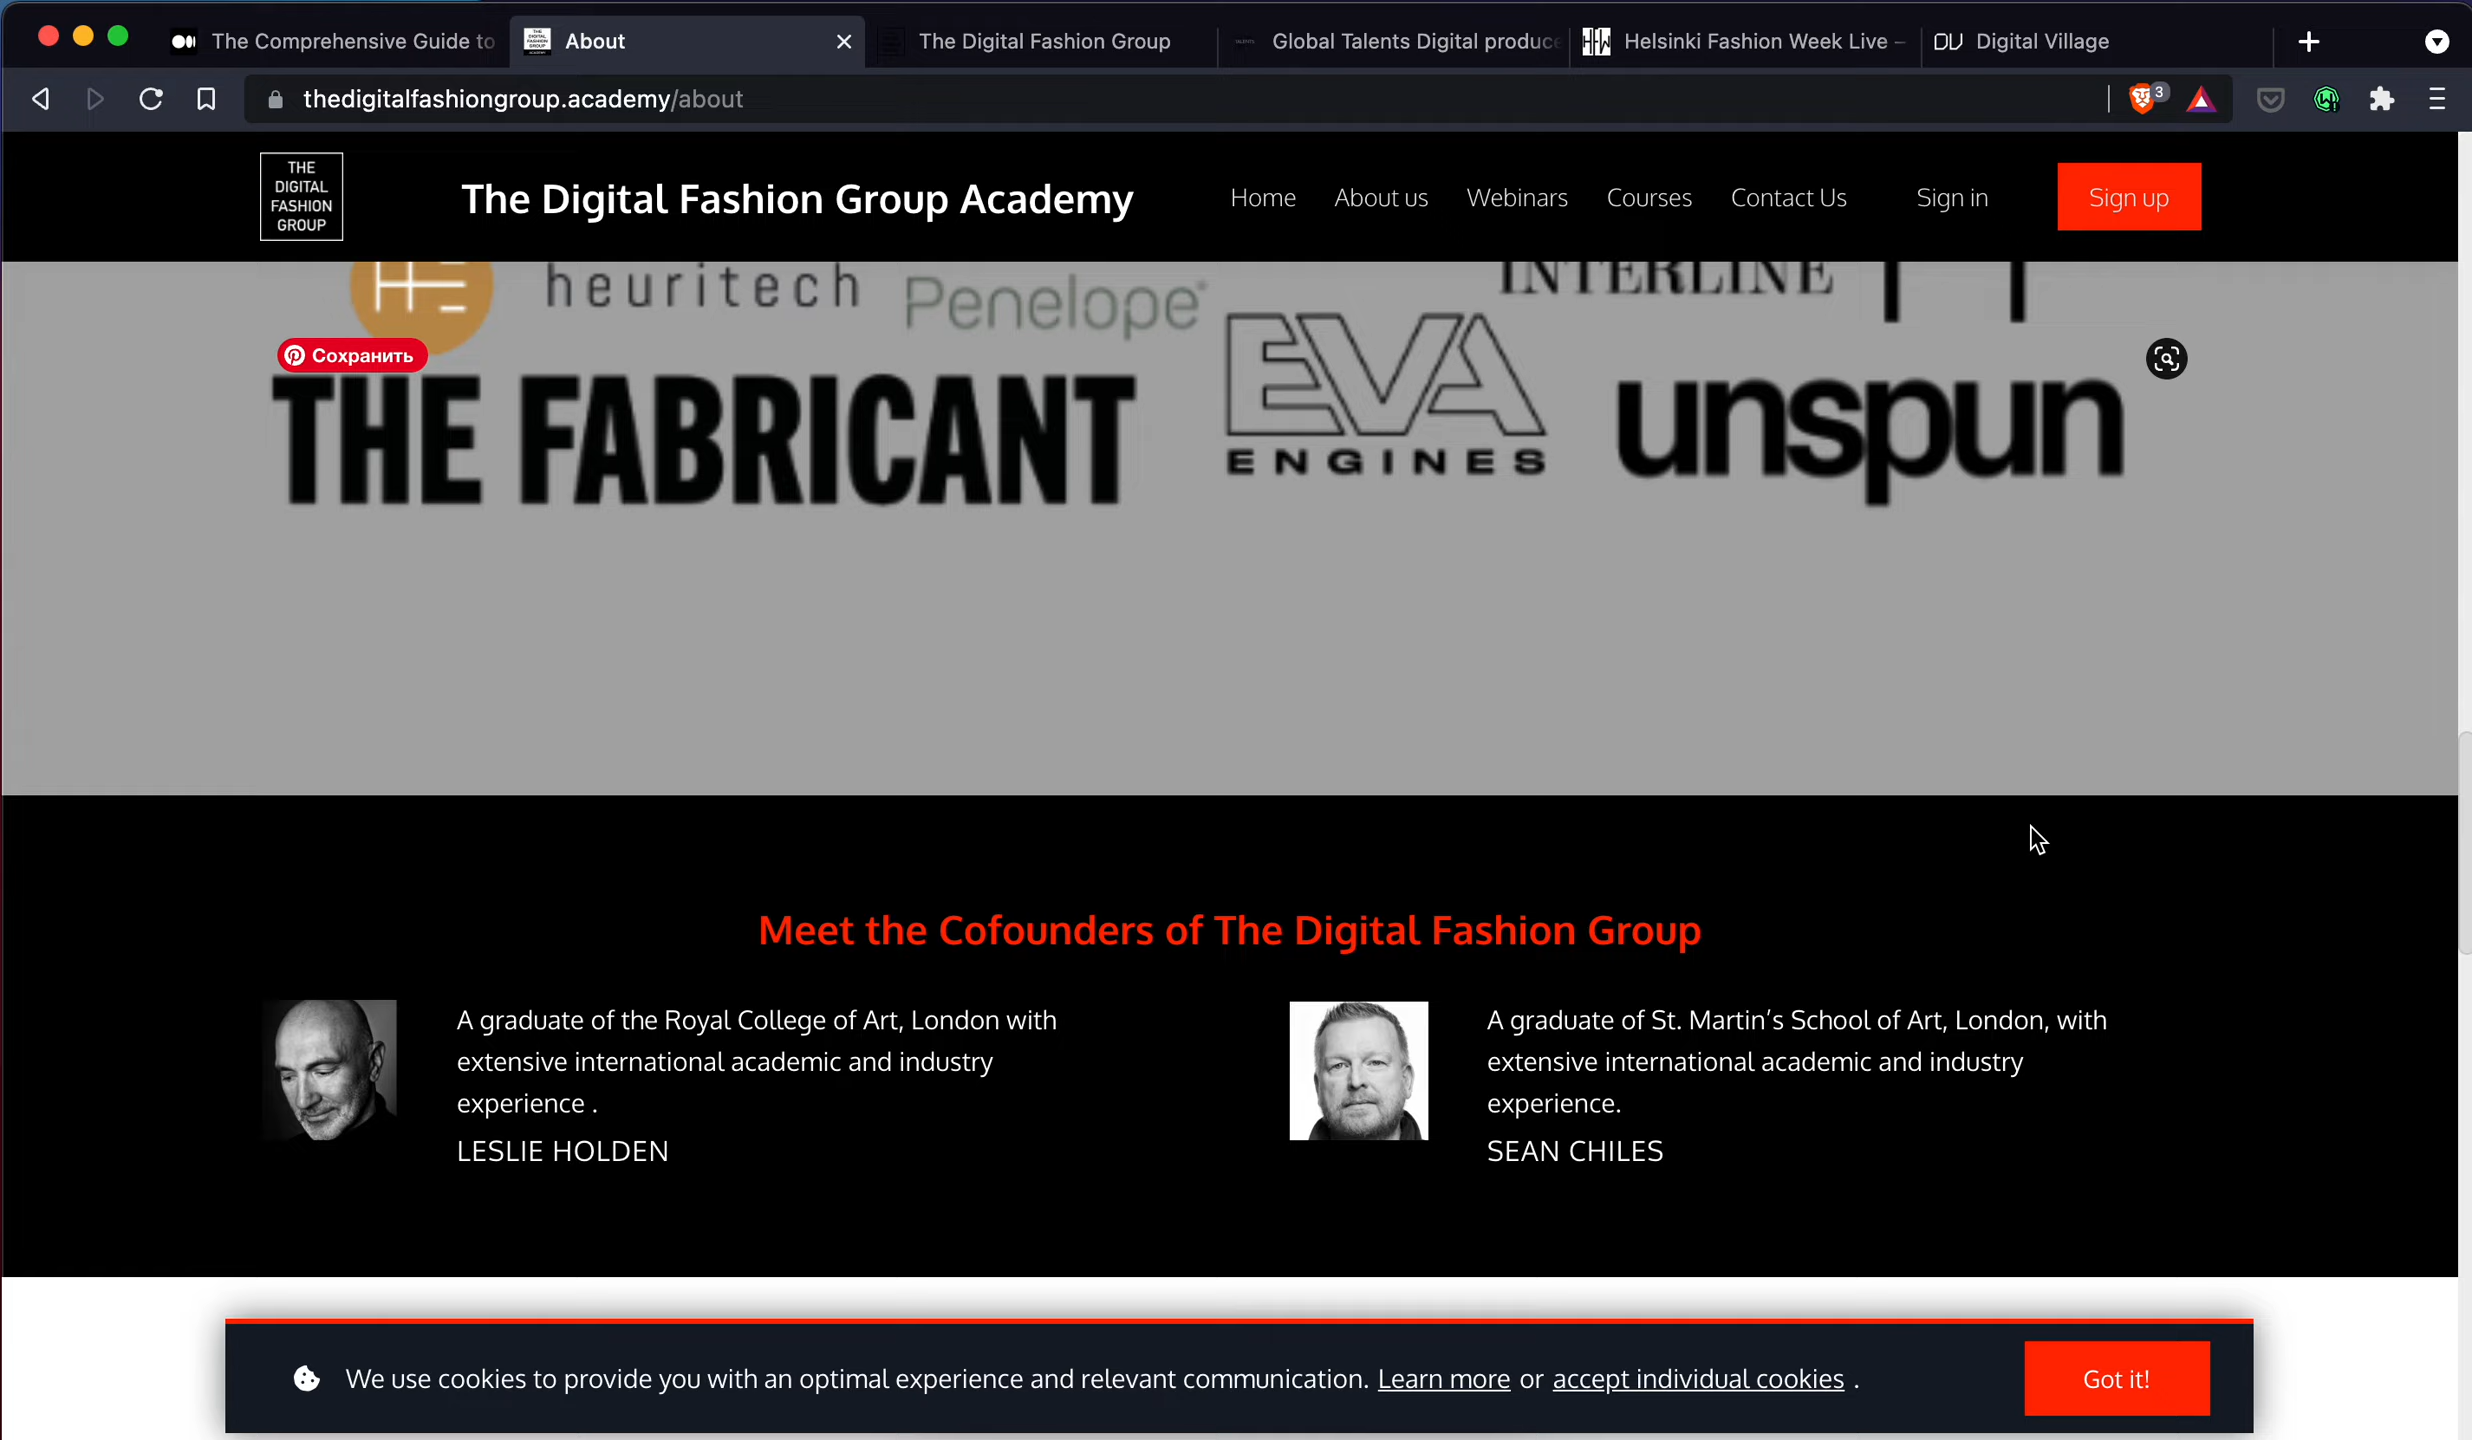 The Comprehensive Guide to
About
The Digital Fashion Group
Global Talents Digital produce
Helsinki Fashion Week Live –
DV Digital Village
thedigitalfashiongroup.academy/about
3
THE
DIGITAL
FASHION
GROUP
The Digital Fashion Group Academy
Home
About us
Webinars
Courses
Contact Us
Sign in
Sign up
heuritech
Penelope
INTERLINE
Сохранить
THE FABRICANT
EVA
ENGINES
unspun
Meet the Cofounders of The Digital Fashion Group
A graduate of the Royal College of Art, London with
extensive international academic and industry
experience .
LESLIE HOLDEN
A graduate of St. Martin’s School of Art, London, with
extensive international academic and industry
experience.
SEAN CHILES
We use cookies to provide you with an optimal experience and relevant communication. Learn more or accept individual cookies .
Got it!